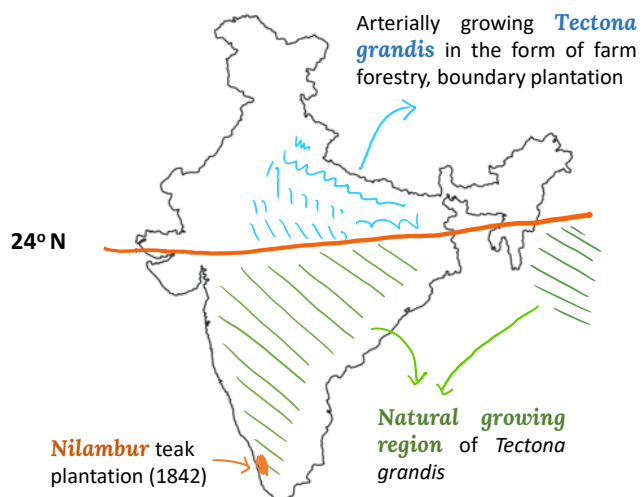 Arterially growing Tectona
grandis in the form of farm
forestry, boundary plantation
24o N
Natural growing
region of Tectona
grandis
Nilambur teak
plantation (1842)